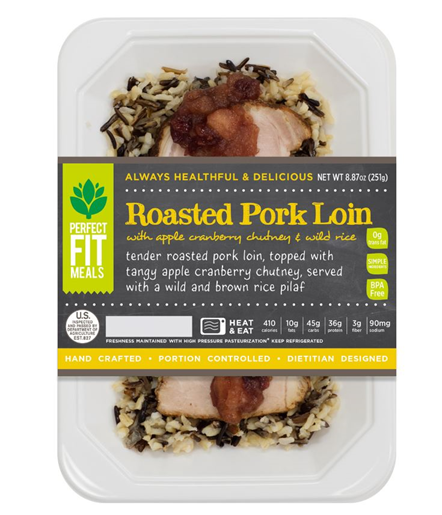 ALWAYS HEALTHFUL & DELICIOUS NET WT 8.87oz (251g)
PERFECT
FIT
MEALS
Roasted Pork Loin
with apple cranberry chutney & wild rice
tender roasted pork loin, topped with
tangy apple cranberry chutney, served
with a wild and brown rice pilaf
0g
trans fat
SIMPLE
INGREDIENTS
BPA
Free
U.S.
INSPECTED
AND PASSED BY
DEPARTMENT OF
AGRICULTURE
EST.837
HEAT
& EAT
410 calories
10g fats
45g carbs
36g protein
3g fiber
90mg sodium
FRESHNESS MAINTAINED WITH HIGH PRESSURE PASTEURIZATION* KEEP REFRIGERATED
HAND CRAFTED • PORTION CONTROLLED • DIETITIAN DESIGNED